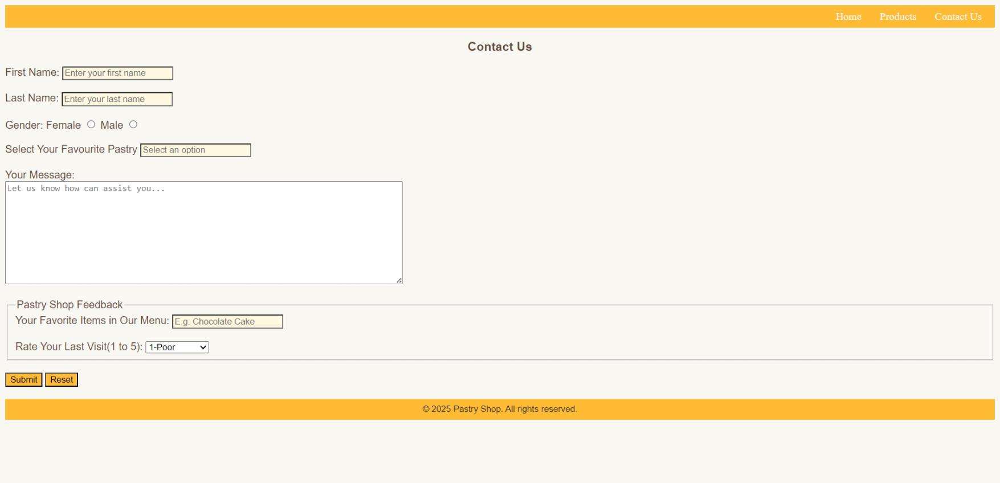 Home Products Contact Us
Contact Us
First Name: Enter your first name
Last Name: Enter your last name
Gender: Female Male
Select Your Favourite Pastry Select an option
Your Message:
Let us know how can assist you...
Pastry Shop Feedback
Your Favorite Items in Our Menu: E.g. Chocolate Cake
Rate Your Last Visit(1 to 5): 1-Poor
Submit Reset
© 2025 Pastry Shop. All rights reserved.